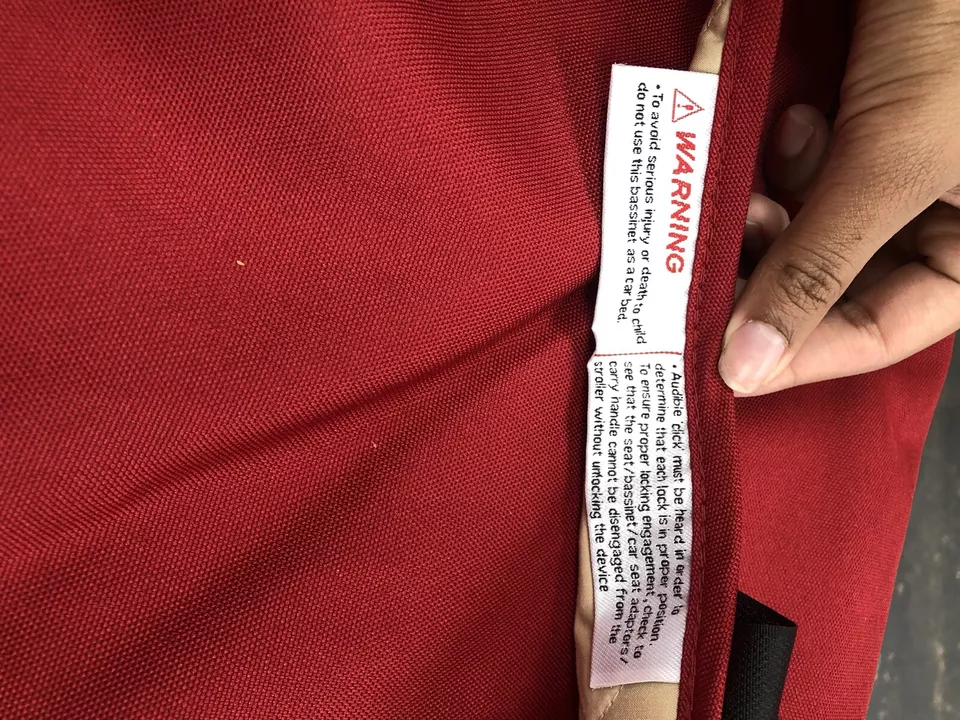 WARNING
• To avoid serious injury or death to child
do not use this bassinet as a car bed.
• Audible 'click' must be heard in order to
determine that each lock is in proper position.
To ensure proper locking engagement, check to
see that the seat/bassinet/car seat adaptors/
carry handle cannot be disengaged from the
stroller without unlocking the device